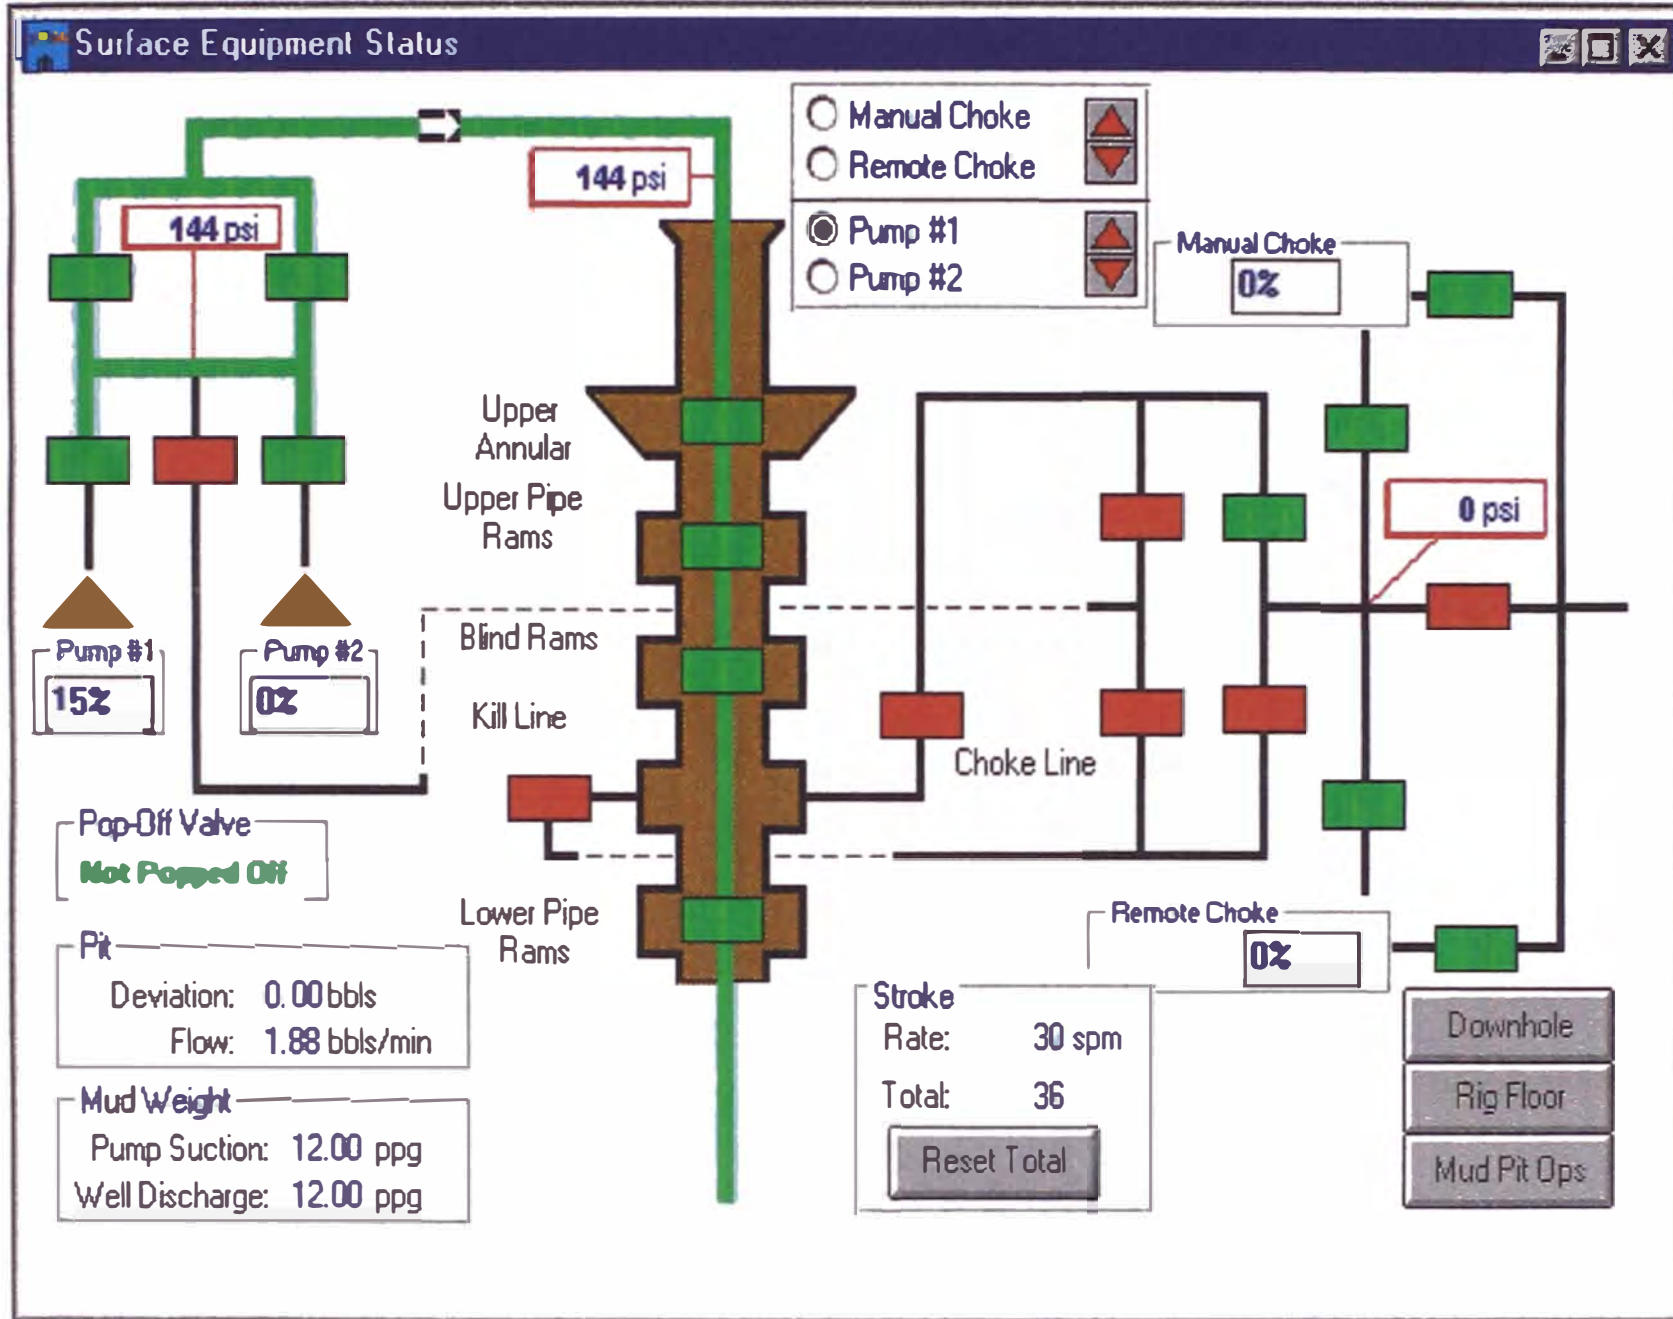 Surface Equipment Status
Manual Choke
Remote Choke
Pump #1
Pump #2
144 psi
144 psi
Manual Choke
0%
Upper
Annular
Upper Pipe
Rams
0 psi
Blind Rams
Kill Line
Choke Line
Pump #1
15%
Pump #2
0%
Pop-Off Valve
Not Popped Off
Lower Pipe
Rams
Remote Choke
0%
Pit
Deviation: 0.00 bbls
Flow: 1.88 bbls/min
Mud Weight
Pump Suction: 12.00 ppg
Well Discharge: 12.00 ppg
Stroke
Rate: 30 spm
Total: 36
Reset Total
Downhole
Rig Floor
Mud Pit Ops